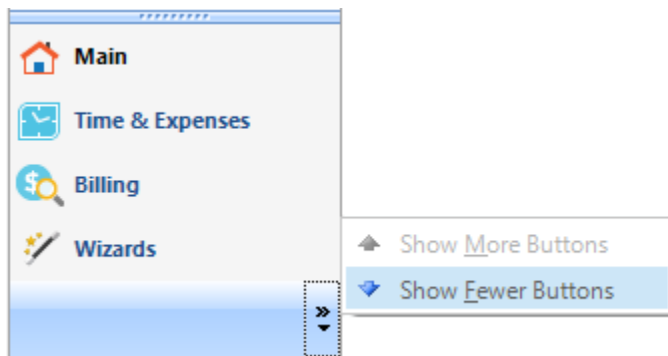 Main
Time & Expenses
Billing
Wizards
Show More Buttons
Show Fewer Buttons